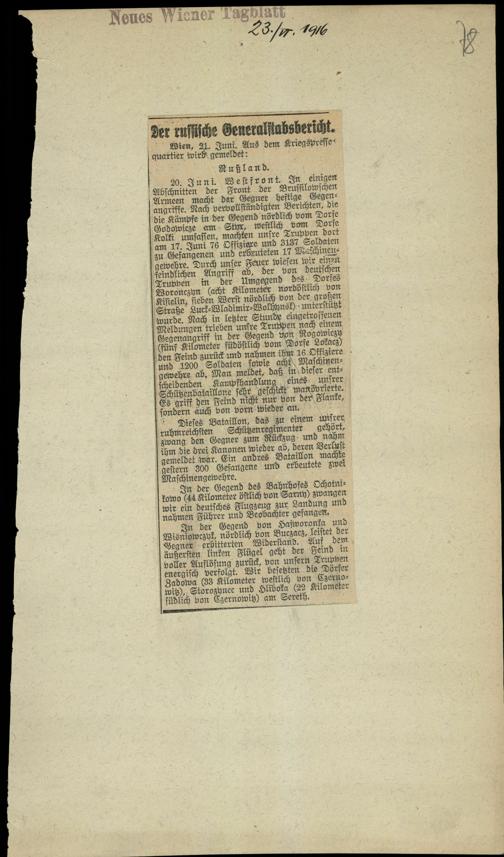 Neues Wiener Tagblatt
23./VI. 1916
78
Der russische Generalstabsbericht.
Wien, 21. Juni. Aus dem Kriegspresse-
quartier wird gemeldet:
Rußland.
20. Juni. Westfront. In einigen
Abschnitten der Front der Brussilowschen
Armeen macht der Gegner heftige Gegen-
angriffe. Nach vervollständigten Berichten, die
die Kämpfe in der Gegend nördlich vom Dorfe
Godowicze am Styr, westlich vom Dorfe
Kolki umfassen, machten unsre Truppen dort
am 17. Juni 76 Offiziere und 3137 Soldaten
zu Gefangenen und erbeuteten 17 Maschinen-
gewehre. Durch unser Feuer wiesen wir einen
feindlichen Angriff ab, der von deutschen
Truppen in der Umgegend des Dorfes
Woronczyn (acht Kilometer nordöstlich von
Kiselin, sieben Werst nördlich von der großen
Straße Luck-Wladimir-Wolhynsk) unterstützt
wurde. Nach in letzter Stunde eingetroffenen
Meldungen trieben unsre Truppen nach einem
Gegenangriff in der Gegend von Rogowiczy
(fünf Kilometer südöstlich vom Dorfe Lokacz)
den Feind zurück und nahmen ihm 16 Offiziere
und 1200 Soldaten sowie acht Maschinen-
gewehre ab. Man meldet, daß in dieser ent-
scheidenden Kampfhandlung eines unsrer
Schützenbataillone sehr geschickt manövrierte.
Es griff den Feind nicht nur von der Flanke,
sondern auch von vorn wieder an.
Dieses Bataillon, das zu einem unsrer
ruhmreichsten Schützenregimenter gehört,
zwang den Gegner zum Rückzug und nahm
ihm die drei Kanonen wieder ab, deren Verlust
gemeldet war. Ein andres Bataillon machte
gestern 300 Gefangene und erbeutete zwei
Maschinengewehre.
In der Gegend des Bahnhofes Ochotni-
kowo (44 Kilometer östlich von Sarny) zwangen
wir ein deutsches Flugzeug zur Landung und
nahmen Führer und Beobachter gefangen.
In der Gegend von Hajworonka und
Wisniowczyk, nördlich von Buczacz, leistet der
Gegner erbitterten Widerstand. Auf dem
äußersten linken Flügel geht der Feind in
voller Auflösung zurück, von unsern Truppen
energisch verfolgt. Wir besetzten die Dörfer
Zadowa (33 Kilometer westlich von Czerno-
witz), Storozynec und Hliboka (22 Kilometer
südlich von Czernowitz) am Sereth.